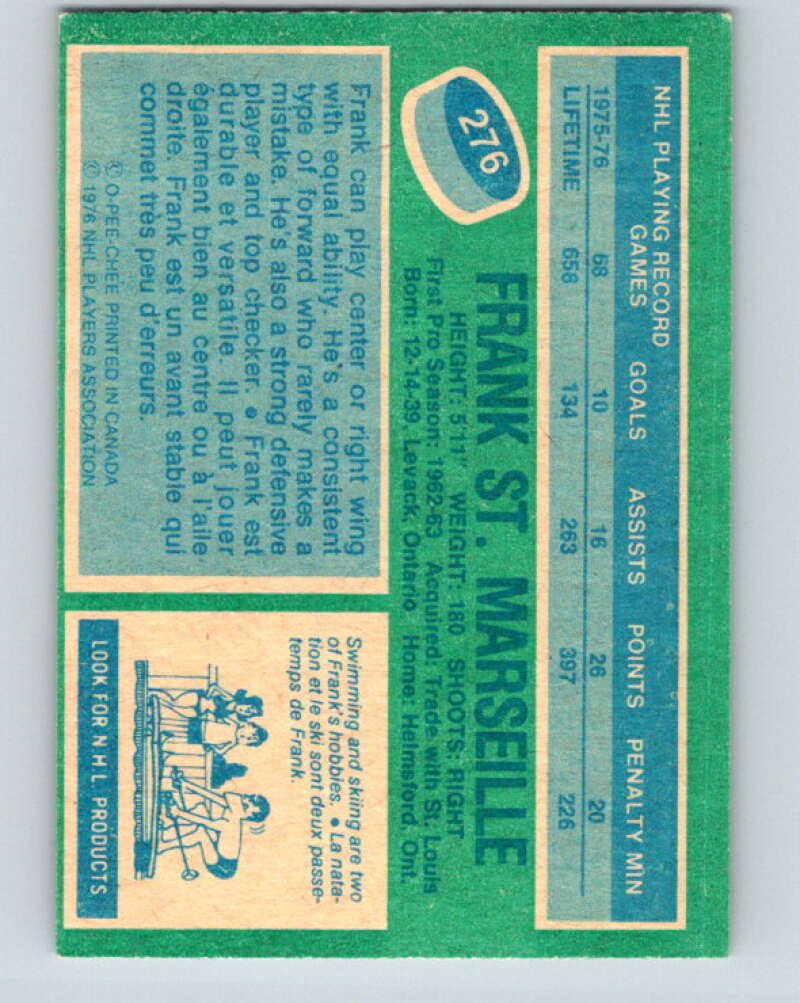 NHL PLAYING RECORD
GAMES GOALS ASSISTS POINTS PENALTY MIN
1975-76 68 10 16 26 20
LIFETIME 658 134 263 397 226
276
FRANK ST. MARSEILLE
HEIGHT: 5'11" WEIGHT: 180 SHOOTS: RIGHT
First Pro Season: 1962-63 Acquired: Trade with St. Louis
Born: 12-14-39, Levack, Ontario Home: Helmsford, Ont.
Frank can play center or right wing
with equal ability. He's a consistent
type of forward who rarely makes a
mistake. He's also a strong defensive
player and top checker. • Frank est
durable et versatile. Il peut jouer
également bien au centre ou à l'aile
droite. Frank est un avant stable qui
commet très peu d'erreurs.
© O-PEE-CHEE PRINTED IN CANADA
© 1976 NHL PLAYERS ASSOCIATION
Swimming and skiing are two
of Frank's hobbies. • La nata-
tion et le ski sont deux passe-
temps de Frank.
LOOK FOR N H L PRODUCTS